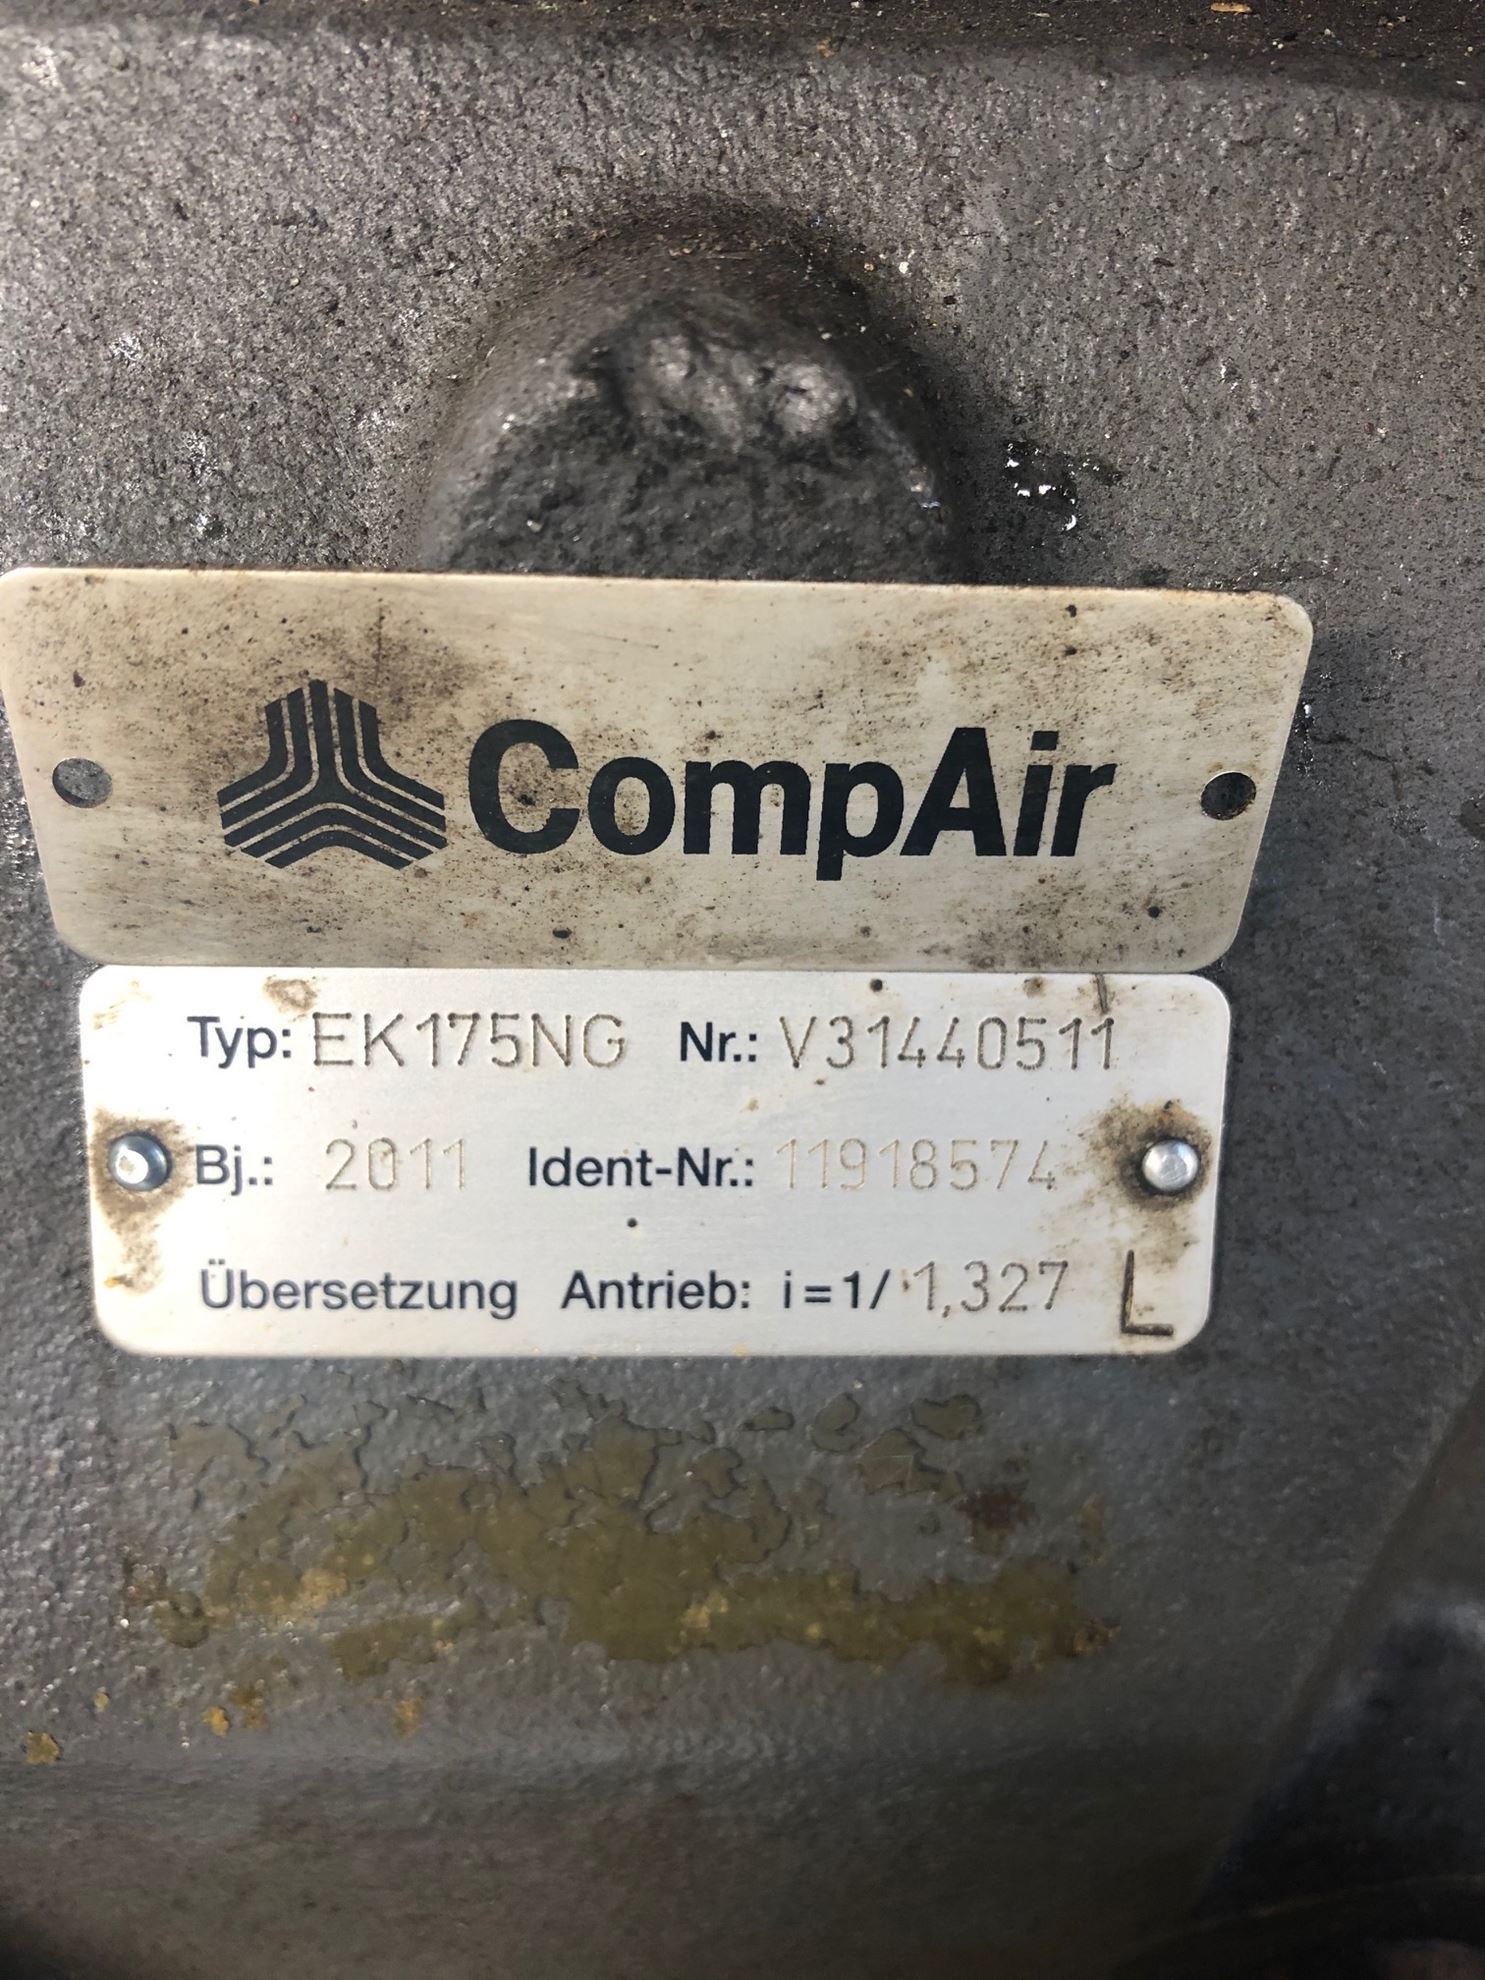 CompAir
Typ: EK175NG Nr.: V31440511
Bj.: 2011 Ident-Nr.: 11918574
Übersetzung Antrieb: i=1/ 1,327 L